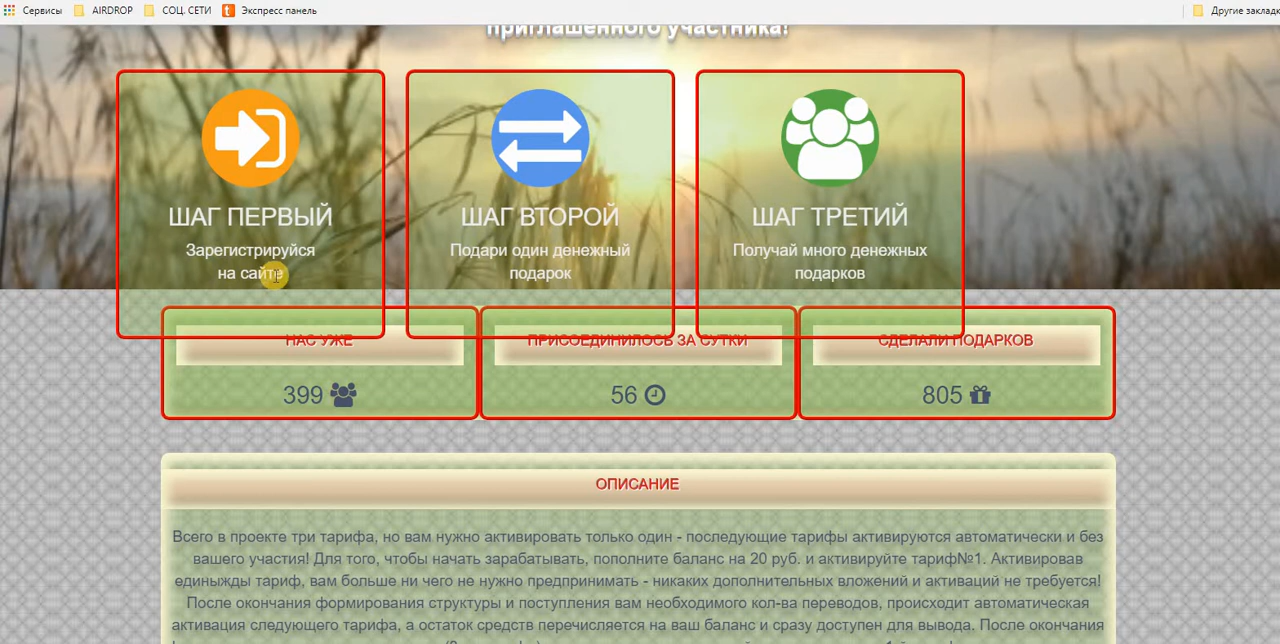 Сервисы AIRDROP СОЦ. СЕТИ Экспресс панель Другие заклад
приглашенного участника!
ШАГ ПЕРВЫЙ
Зарегистрируйся
на сайте
ШАГ ВТОРОЙ
Подари один денежный
подарок
ШАГ ТРЕТИЙ
Получай много денежных
подарков
НАС УЖЕ
399
ПРИСОЕДИНИЛОСЬ ЗА СУТКИ
56
СДЕЛАЛИ ПОДАРКОВ
805
ОПИСАНИЕ
Всего в проекте три тарифа, но вам нужно активировать только один - последующие тарифы активируются автоматически и без
вашего участия! Для того, чтобы начать зарабатывать, пополните баланс на 20 руб. и активируйте тариф№1. Активировав
единыжды тариф, вам больше ни чего не нужно предпринимать - никаких дополнительных вложений и активаций не требуется!
После окончания формирования структуры и поступления вам необходимого кол-ва переводов, происходит автоматическая
активация следующего тарифа, а остаток средств перечисляется на ваш баланс и сразу доступен для вывода. После окончания